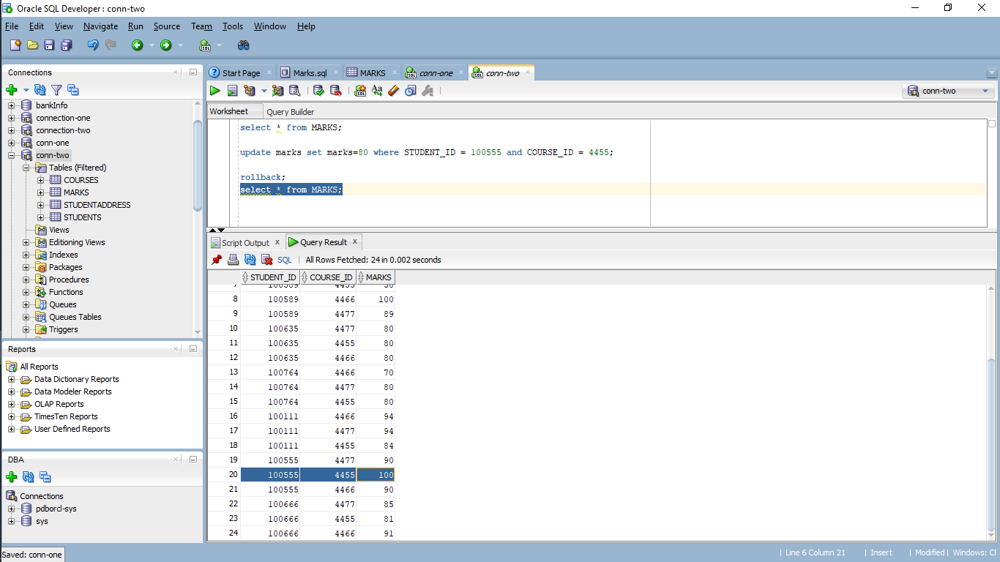 Oracle SQL Developer : conn-two
File Edit View Navigate Run Source Team Tools Window Help
Connections
bankInfo
connection-one
connection-two
conn-one
conn-two
Tables (Filtered)
COURSES
MARKS
STUDENTADDRESS
STUDENTS
Views
Editioning Views
Indexes
Packages
Procedures
Functions
Queues
Queues Tables
Triggers
Reports
All Reports
Data Dictionary Reports
Data Modeler Reports
OLAP Reports
TimesTen Reports
User Defined Reports
DBA
Connections
pdborcl-sys
sys
Saved: conn-one
Start Page Marks.sql MARKS conn-one conn-two
conn-two
Worksheet Query Builder
select * from MARKS;
update marks set marks=80 where STUDENT_ID = 100555 and COURSE_ID = 4455;
rollback;
select * from MARKS;
Script Output x Query Result x
SQL | All Rows Fetched: 24 in 0.002 seconds
STUDENT_ID COURSE_ID MARKS
8 100589 4466 100
9 100589 4477 89
10 100635 4477 80
11 100635 4455 80
12 100635 4466 80
13 100764 4466 70
14 100764 4477 80
15 100764 4455 80
16 100111 4466 94
17 100111 4477 94
18 100111 4455 84
19 100555 4477 90
20 100555 4455 100
21 100555 4466 90
22 100666 4477 85
23 100666 4455 81
24 100666 4466 91
| Line 6 Column 21 | Insert | Modified | Windows: